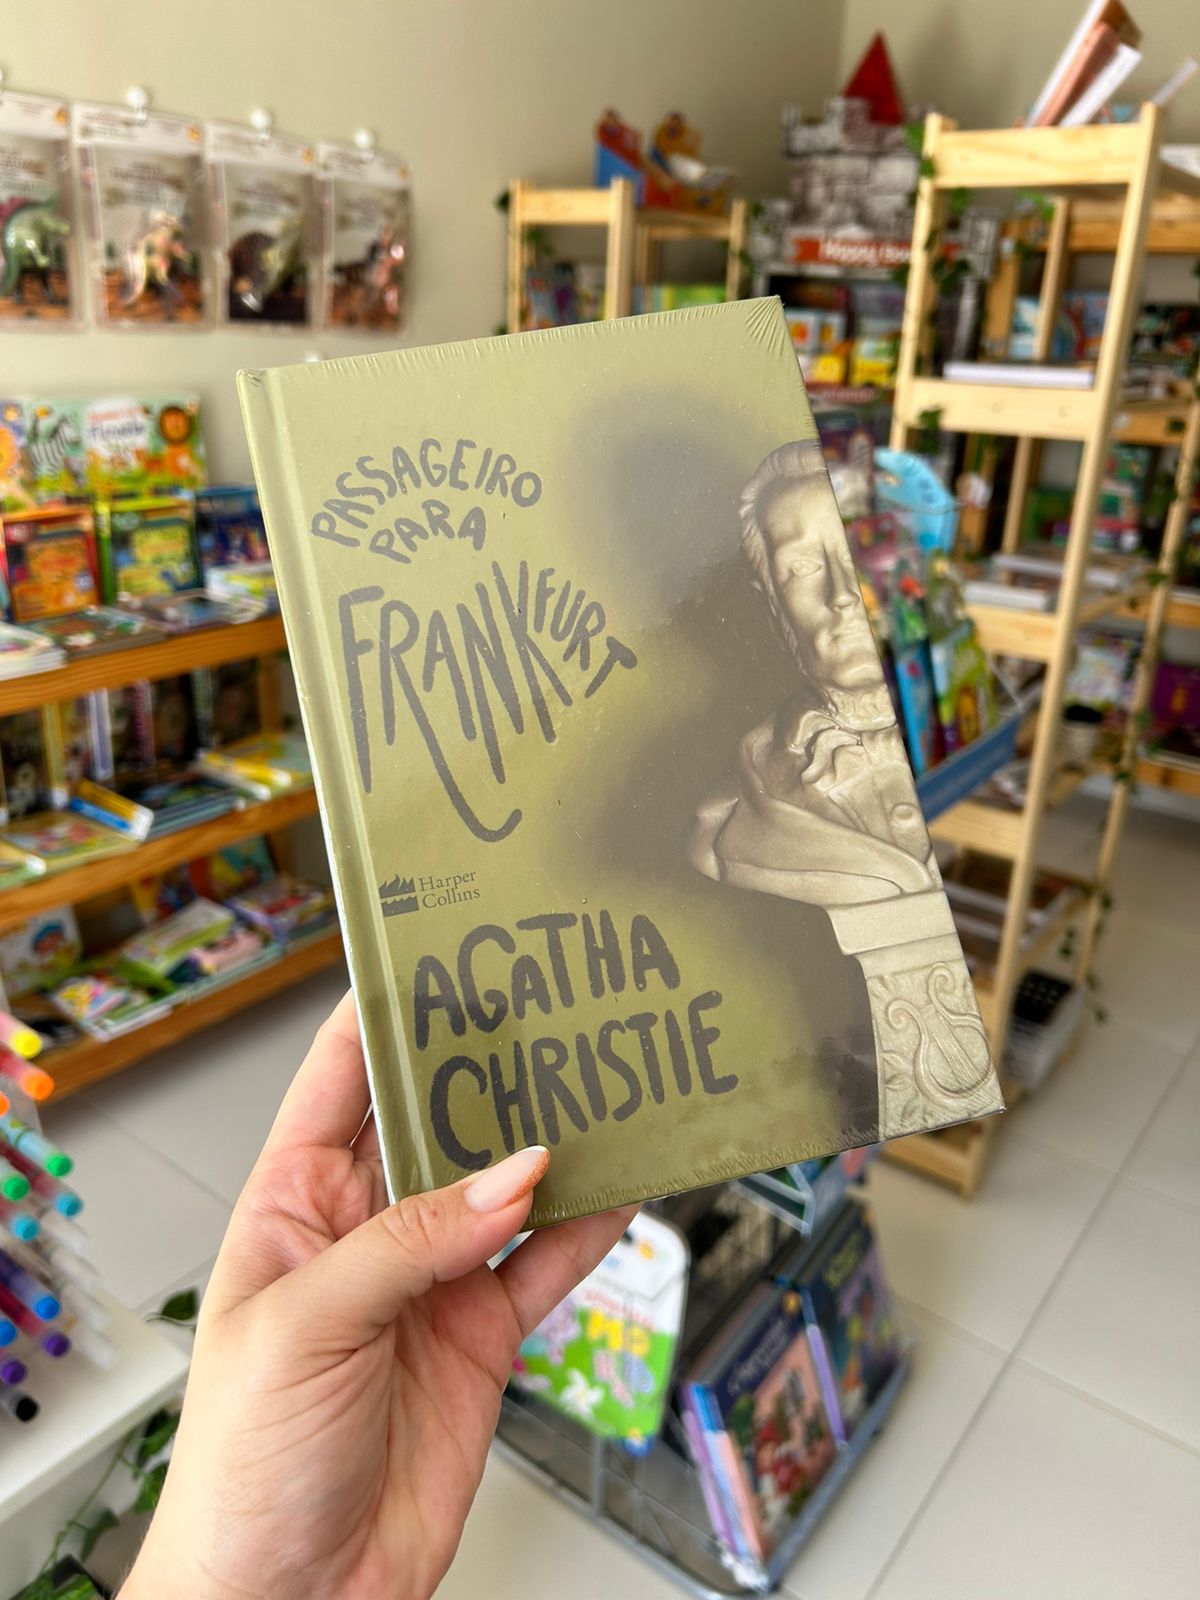 PASSAGEIRO
PARA
FRANKFURT
Harper
Collins
AGATHA
CHRISTIE